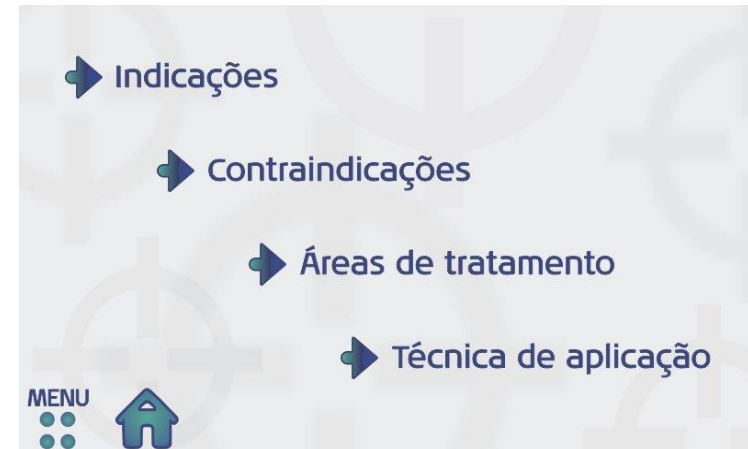 Indicações
Contraindicações
Áreas de tratamento
Técnica de aplicação
MENU